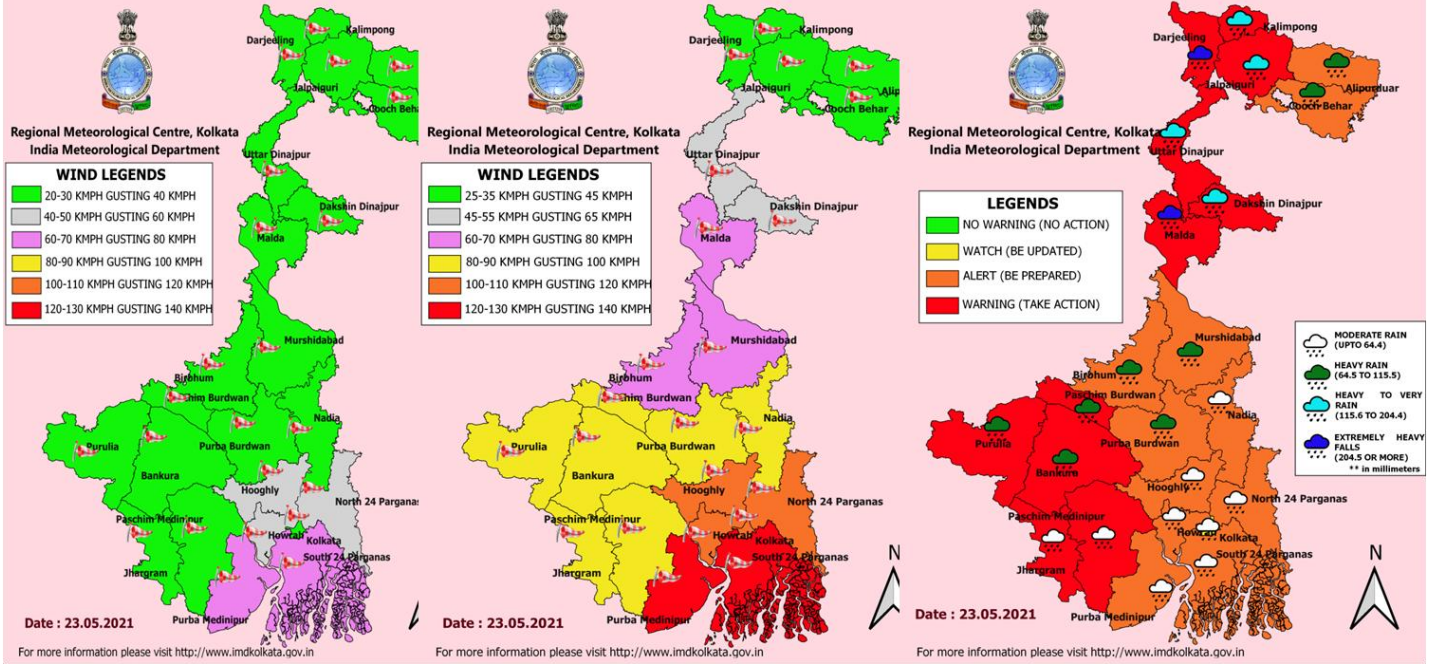 Darjeeling
Kalimpong
Jalpaiguri
Cooch Behar
Regional Meteorological Centre, Kolkata
India Meteorological Department
WIND LEGENDS
20-30 KMPH GUSTING 40 KMPH
40-50 KMPH GUSTING 60 KMPH
60-70 KMPH GUSTING 80 KMPH
80-90 KMPH GUSTING 100 KMPH
100-110 KMPH GUSTING 120 KMPH
120-130 KMPH GUSTING 140 KMPH
Uttar Dinajpur
Dakshin Dinajpur
Malda
Murshidabad
Birbhum
him Burdwan
Nadia
Purulia
Purba Burdwan
Bankura
Hooghly
North 24 Parganas
Paschim Medinipur
Howrah
Kolkata
South 24 Parganas
Jhargram
Purba Medinipur
Date : 23.05.2021
For more information please visit http://www.imdkolkata.gov.in
Darjeeling
Kalimpong
Jalpaiguri
Alip
Cooch Behar
Regional Meteorological Centre, Kolkata
India Meteorological Department
WIND LEGENDS
25-35 KMPH GUSTING 45 KMPH
45-55 KMPH GUSTING 65 KMPH
60-70 KMPH GUSTING 80 KMPH
80-90 KMPH GUSTING 100 KMPH
100-110 KMPH GUSTING 120 KMPH
120-130 KMPH GUSTING 140 KMPH
Uttar Dinajpur
Dakshin Dinajpur
Malda
Murshidabad
Birbhum
him Burdwan
Nadia
Purulia
Purba Burdwan
Bankura
Hooghly
North 24 Parganas
Paschim Medinipur
Howrah
Kolkata
South 24 Parganas
Jhargram
Purba Medinipur
N
Date : 23.05.2021
For more information please visit http://www.imdkolkata.gov.in
Darjeeling
Kalimpong
Jalpaiguri
Alipurduar
Cooch Behar
Regional Meteorological Centre, Kolkata
India Meteorological Department
Uttar Dinajpur
LEGENDS
NO WARNING (NO ACTION)
WATCH (BE UPDATED)
ALERT (BE PREPARED)
WARNING (TAKE ACTION)
Dakshin Dinajpur
Malda
MODERATE RAIN
(UPTO 64.4)
HEAVY RAIN
(64.5 TO 115.5)
HEAVY TO VERY
RAIN
(115.6 TO 204.4)
EXTREMELY HEAVY
FALLS
(204.5 OR MORE)
** in millimeters
Murshidabad
Birbhum
Paschim Burdwan
Nadia
Purulia
Purba Burdwan
Bankura
Hooghly
North 24 Parganas
Paschim Medinipur
Howrah
Kolkata
South 24 Parganas
Jhargram
Purba Medinipur
N
Date : 23.05.2021
For more information please visit http://www.imdkolkata.gov.in